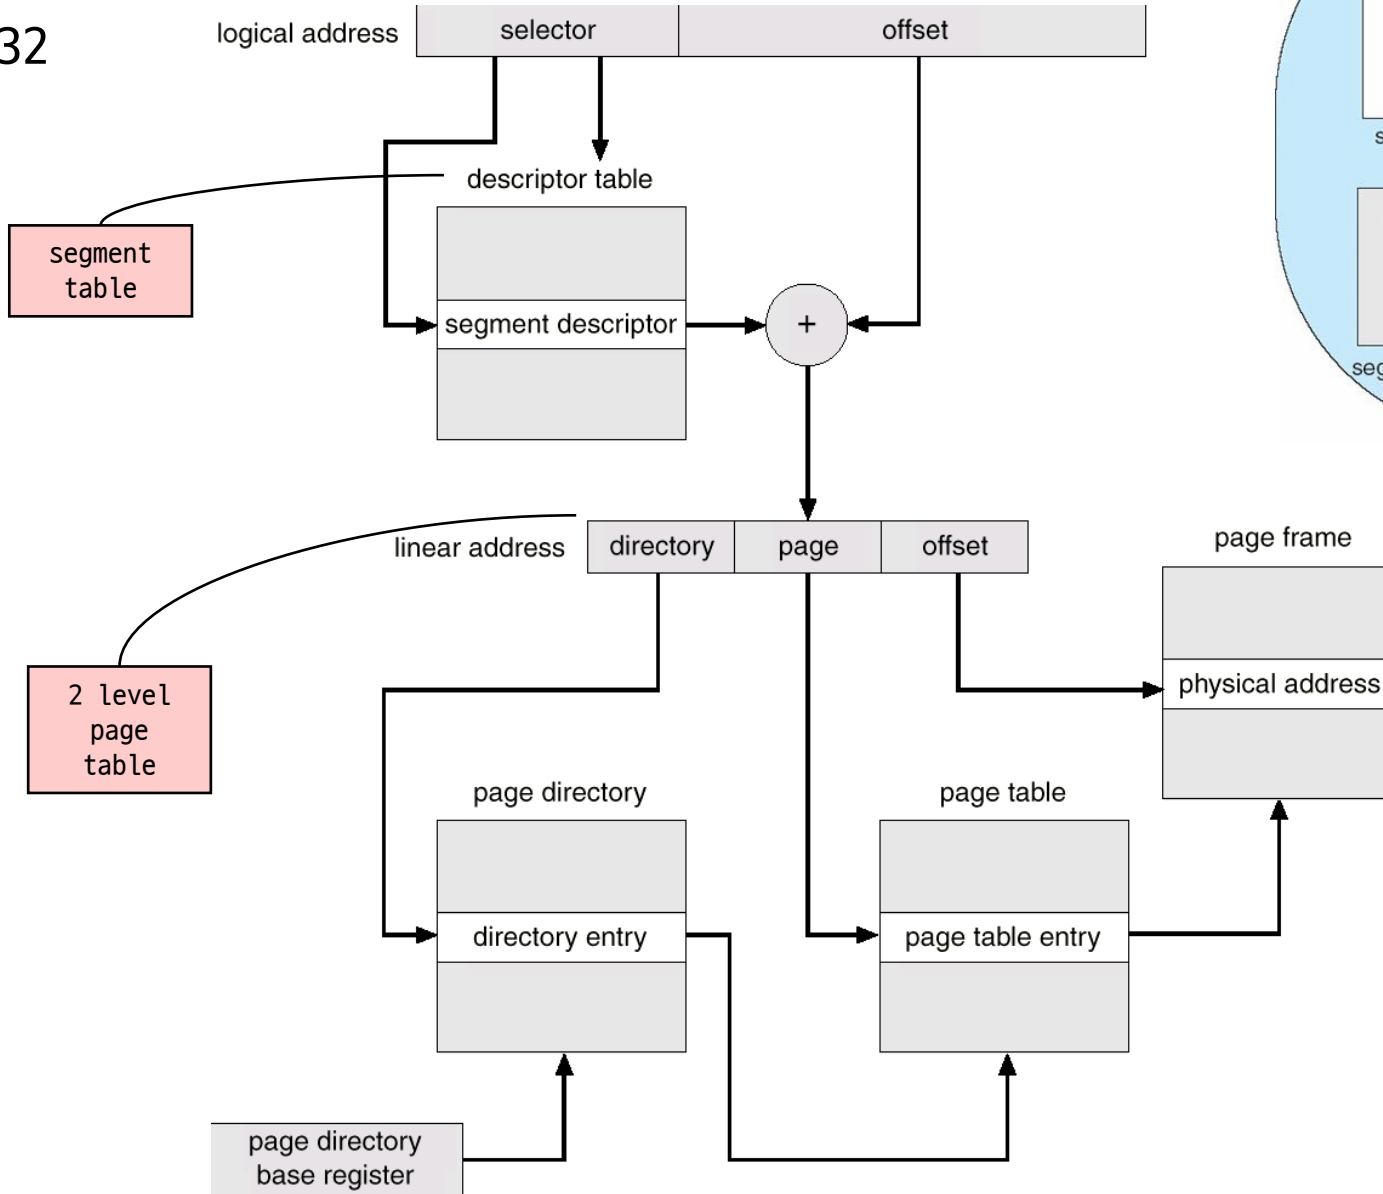 32
logical address
selector
offset
descriptor table
segment
table
segment descriptor
+
linear address
directory
page
offset
page frame
2 level
page
table
physical address
page directory
page table
directory entry
page table entry
page directory
base register